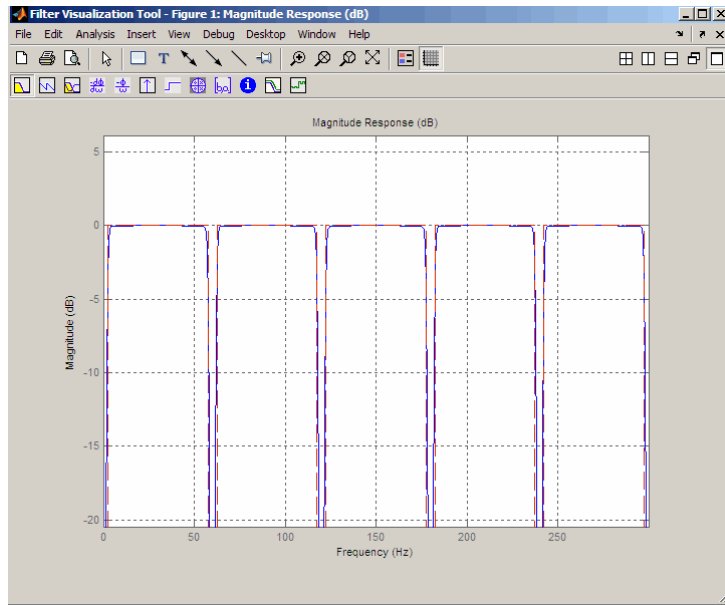 Filter Visualization Tool - Figure 1: Magnitude Response (dB)
File Edit Analysis Insert View Debug Desktop Window Help
Magnitude Response (dB)
5
0
-5
-10
-15
-20
Magnitude (dB)
0 50 100 150 200 250
Frequency (Hz)